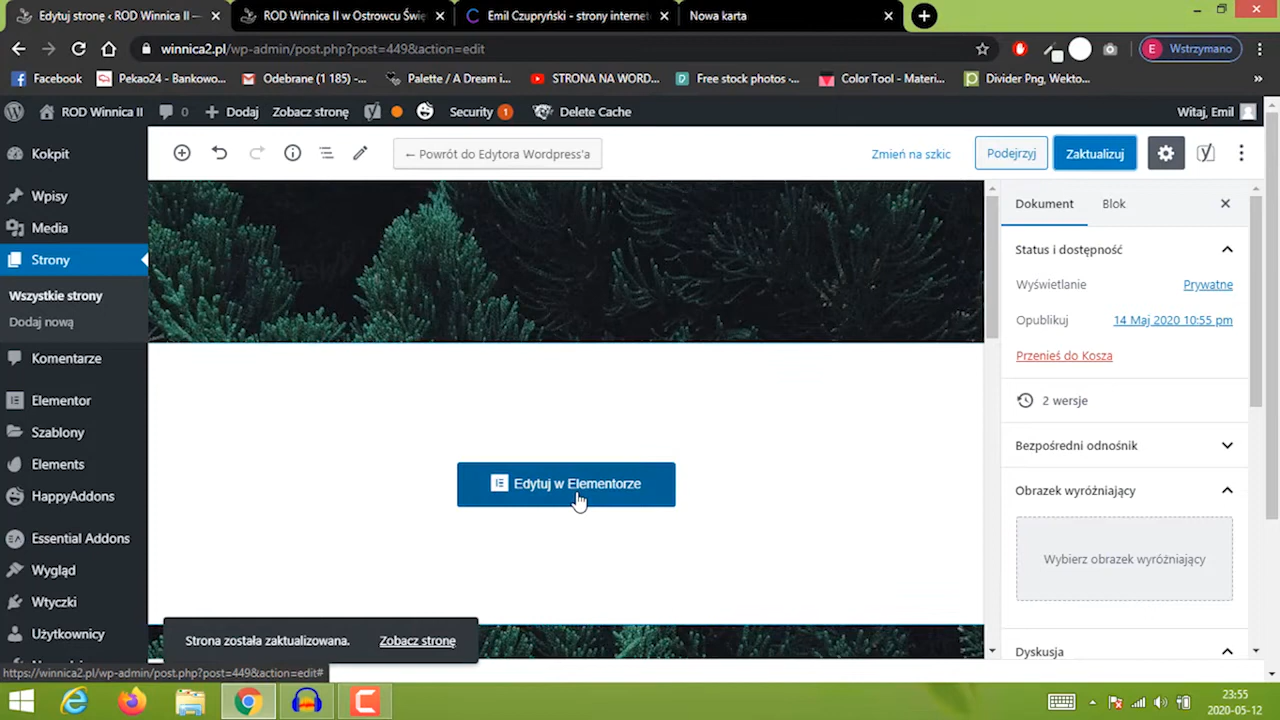 Edytuj stronę ‹ ROD Winnica II —
ROD Winnica II w Ostrowcu Świę
Emil Czupryński - strony internet
Nowa karta
winnica2.pl/wp-admin/post.php?post=449&action=edit
E Wstrzymano
Facebook
Pekao24 - Bankowo...
Odebrane (1 185) -...
Palette / A Dream i...
STRONA NA WORD...
Free stock photos -...
Color Tool - Materi...
Divider Png, Wekto...
»
ROD Winnica II
0
Dodaj
Zobacz stronę
Security 1
Delete Cache
Witaj, Emil
Kokpit
Wpisy
Media
Strony
Wszystkie strony
Dodaj nową
Komentarze
Elementor
Szablony
Elements
HappyAddons
Essential Addons
Wygląd
Wtyczki
Użytkownicy
← Powrót do Edytora Wordpress'a
Zmień na szkic
Podejrzyj
Zaktualizuj
Edytuj w Elementorze
Strona została zaktualizowana.
Zobacz stronę
Dokument
Blok
Status i dostępność
Wyświetlanie
Prywatne
Opublikuj
14 Maj 2020 10:55 pm
Przenieś do Kosza
2 wersje
Bezpośredni odnośnik
Obrazek wyróżniający
Wybierz obrazek wyróżniający
Dyskusja
https://winnica2.pl/wp-admin/post.php?post=449&action=edit#
23:55
2020-05-12